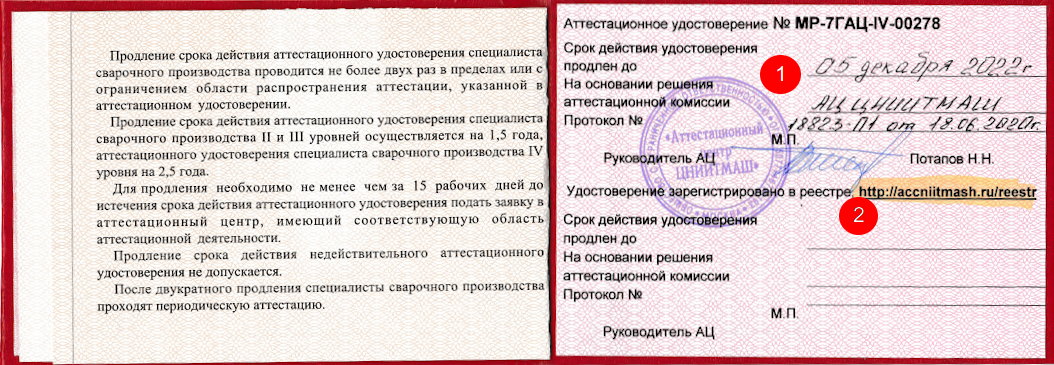 Продление срока действия аттестационного удостоверения специалиста
сварочного производства проводится не более двух раз в пределах или с
ограничением области распространения аттестации, указанной в
аттестационном удостоверении.
Продление срока действия аттестационного удостоверения специалиста
сварочного производства II и III уровней осуществляется на 1,5 года,
аттестационного удостоверения специалиста сварочного производства IV
уровня на 2,5 года.
Для продления необходимо не менее чем за 15 рабочих дней до
истечения срока действия аттестационного удостоверения подать заявку в
аттестационный центр, имеющий соответствующую область
аттестационной деятельности.
Продление срока действия недействительного аттестационного
удостоверения не допускается.
После двукратного продления специалисты сварочного производства
проходят периодическую аттестацию.
Аттестационное удостоверение № МР-7ГАЦ-IV-00278
Срок действия удостоверения
продлен до 1 05 декабря 2022г
На основании решения
аттестационной комиссии АЦ ЦНИИТМАШ
Протокол № 18823-П1 от 18.06.2020г.
М.П.
Руководитель АЦ Потапов Н.Н.
«Аттестационный
центр
ЦНИИТМАШ»
МОСКВА
Удостоверение зарегистрировано в реестре http://accniitmash.ru/reestr
2
Срок действия удостоверения
продлен до
На основании решения
аттестационной комиссии
Протокол №
М.П.
Руководитель АЦ